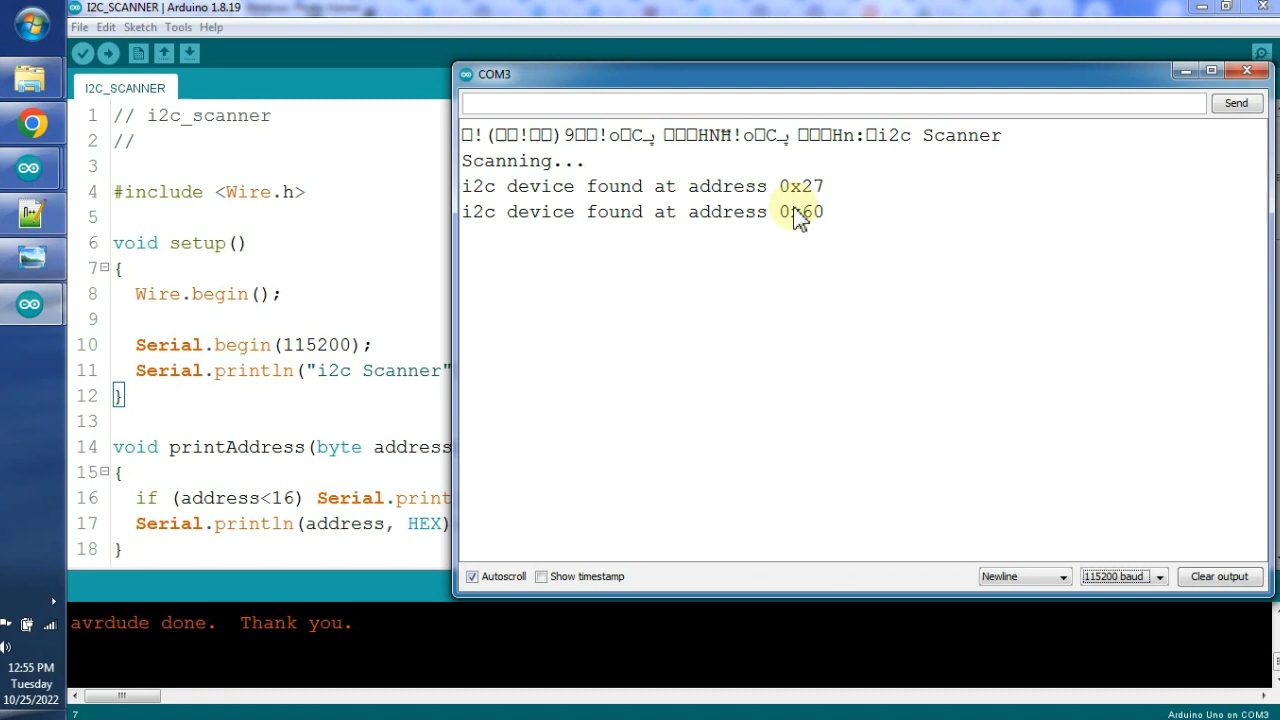 I2C_SCANNER | Arduino 1.8.19
File Edit Sketch Tools Help
I2C_SCANNER
1 // i2c_scanner
2 //
3
4 #include <Wire.h>
5
6 void setup()
7 {
8 Wire.begin();
9
10 Serial.begin(115200);
11 Serial.println("i2c Scanner"
12 }
13
14 void printAddress(byte address
15 {
16 if (address<16) Serial.print
17 Serial.println(address, HEX)
18 }
COM3
Send
i2c Scanner
Scanning...
i2c device found at address 0x27
i2c device found at address 0x60
Autoscroll Show timestamp Newline 115200 baud Clear output
avrdude done. Thank you.
12:55 PM
Tuesday
10/25/2022
7 Arduino Uno on COM3